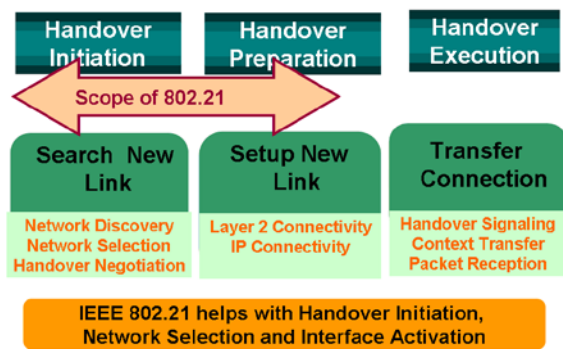 Handover
Initiation
Handover
Preparation
Handover
Execution
Scope of 802.21
Search New
Link
Setup New
Link
Transfer
Connection
Network Discovery
Network Selection
Handover Negotiation
Layer 2 Connectivity
IP Connectivity
Handover Signaling
Context Transfer
Packet Reception
IEEE 802.21 helps with Handover Initiation,
Network Selection and Interface Activation